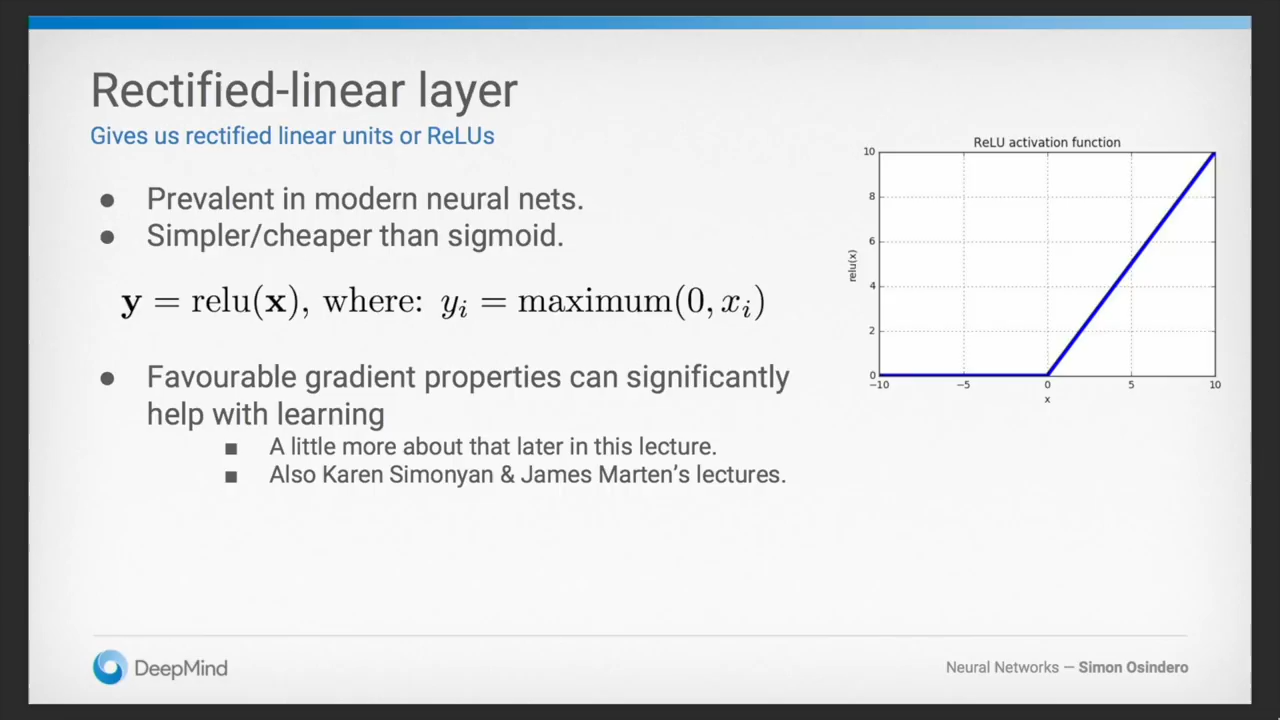 Rectified-linear layer
Gives us rectified linear units or ReLUs
● Prevalent in modern neural nets.
● Simpler/cheaper than sigmoid.
y = relu(x), where: yᵢ = maximum(0, xᵢ)
● Favourable gradient properties can significantly
help with learning
■ A little more about that later in this lecture.
■ Also Karen Simonyan & James Marten's lectures.
ReLU activation function
10
8
6
4
2
0
relu(x)
−10 −5 0 5 10
x
DeepMind
Neural Networks — Simon Osindero